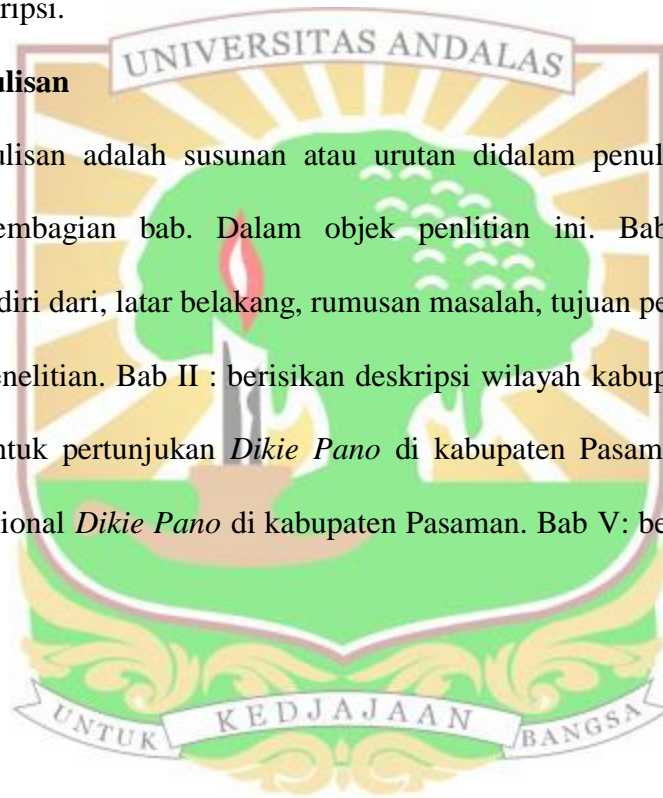 ripsi.
UNIVERSITAS ANDALAS
ulisan
ulisan adalah susunan atau urutan didalam penul
embagian bab. Dalam objek penlitian ini. Bab
diri dari, latar belakang, rumusan masalah, tujuan pe
enelitian. Bab II : berisikan deskripsi wilayah kabup
ntuk pertunjukan Dikie Pano di kabupaten Pasam
sional Dikie Pano di kabupaten Pasaman. Bab V: be
UNTUK KEDJAJAAN BANGSA